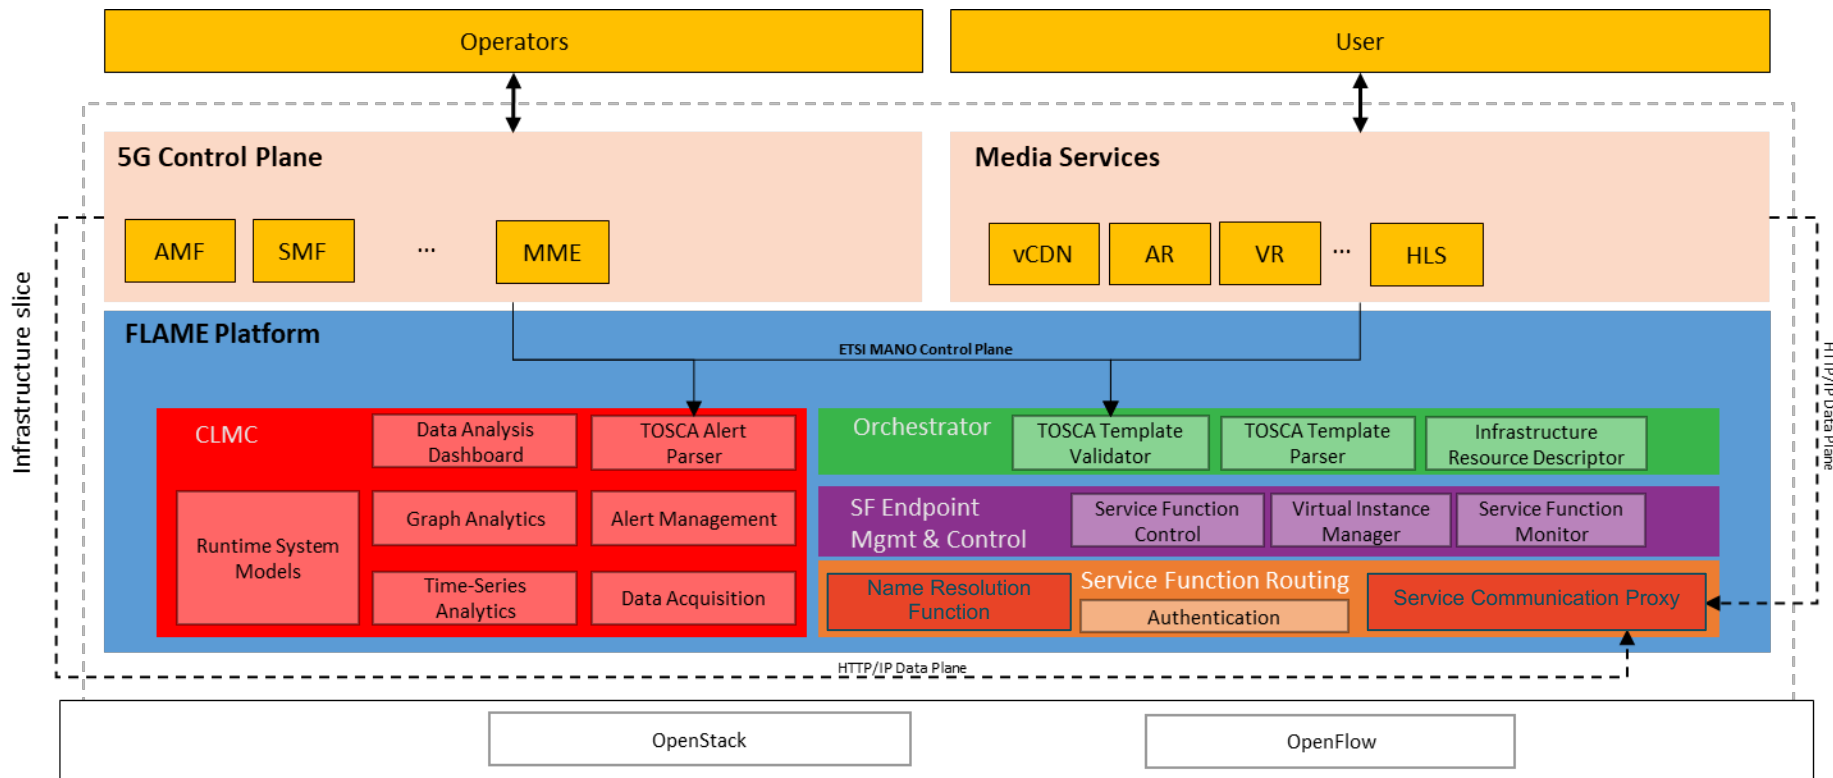 Operators
User
5G Control Plane
Media Services
AMF
SMF
...
MME
vCDN
AR
VR
...
HLS
Infrastructure slice
FLAME Platform
ETSI MANO Control Plane
HTTP/IP Data Plane
CLMC
Data Analysis
Dashboard
TOSCA Alert
Parser
Runtime System
Models
Graph Analytics
Alert Management
Time-Series
Analytics
Data Acquisition
Orchestrator
TOSCA Template
Validator
TOSCA Template
Parser
Infrastructure
Resource Descriptor
SF Endpoint
Mgmt & Control
Service Function
Control
Virtual Instance
Manager
Service Function
Monitor
Name Resolution
Function
Service Function Routing
Authentication
Service Communication Proxy
HTTP/IP Data Plane
OpenStack
OpenFlow